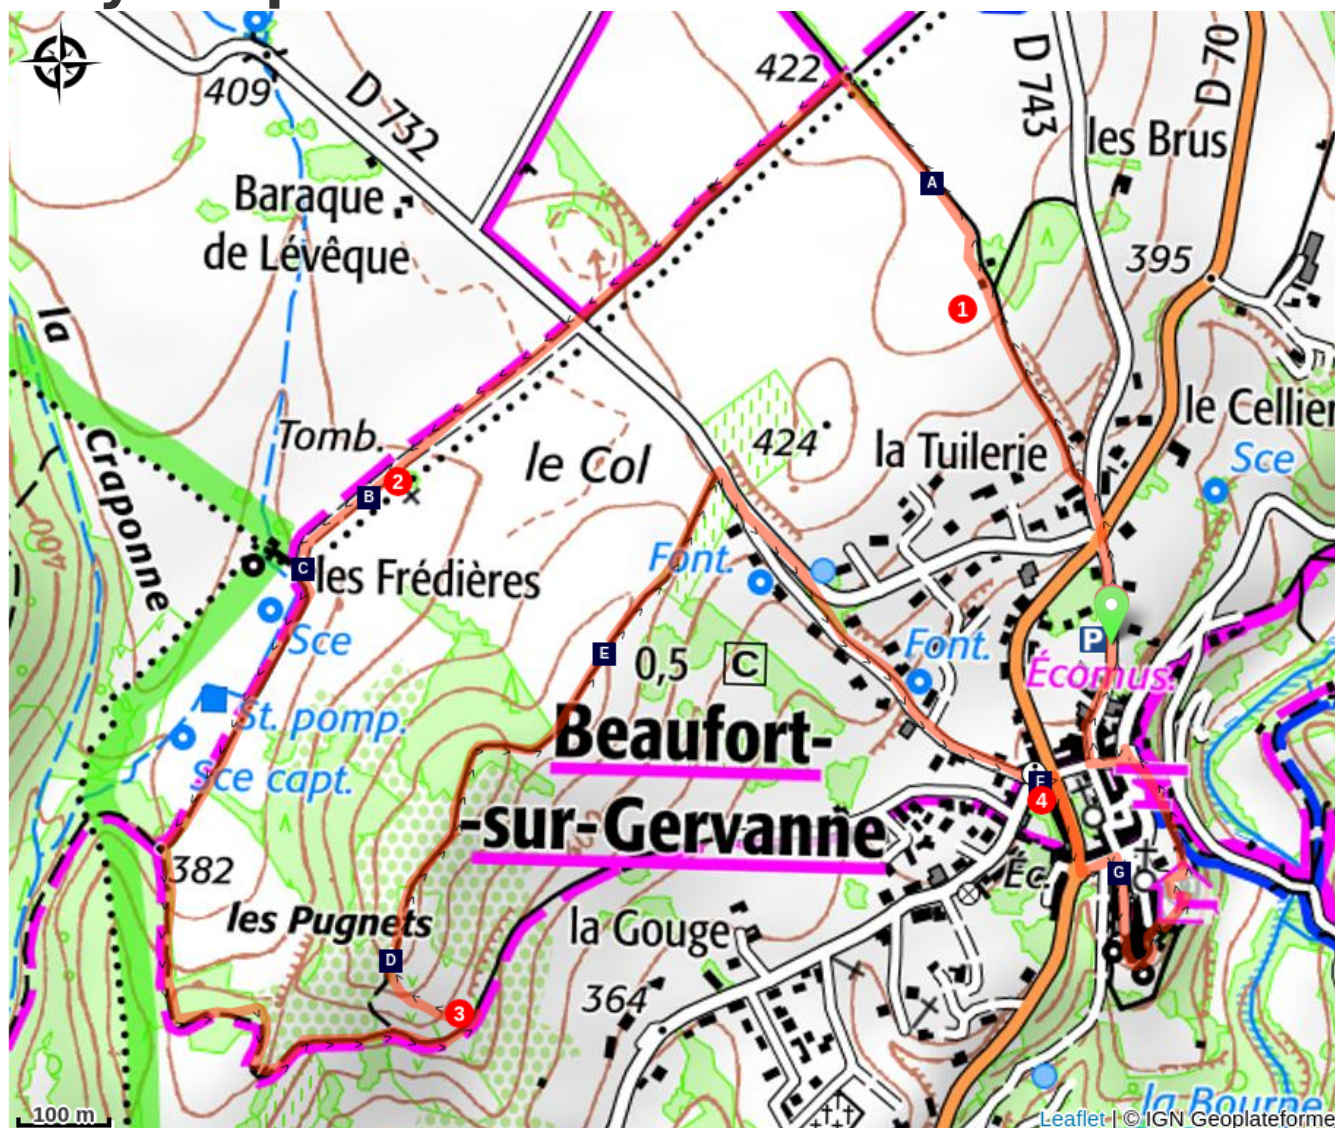 422
D 743
D 70
409
D 732
les Brus
A
Baraque
de Lévêque
395
1
la
Craponne
Tomb.
le Col
424
la Tuilerie
le Cellier
Sce
2
B
400
C
les Frédières
Font.
Sce
E
0,5
C
Font.
P
Écomus.
St. pomp.
Sce capt.
Beaufort-
-sur-Gervanne
F
4
382
Éc.
G
les Pugnets
la Gouge
D
364
3
100 m
la Bourne
Leaflet | © IGN Geoplateforme